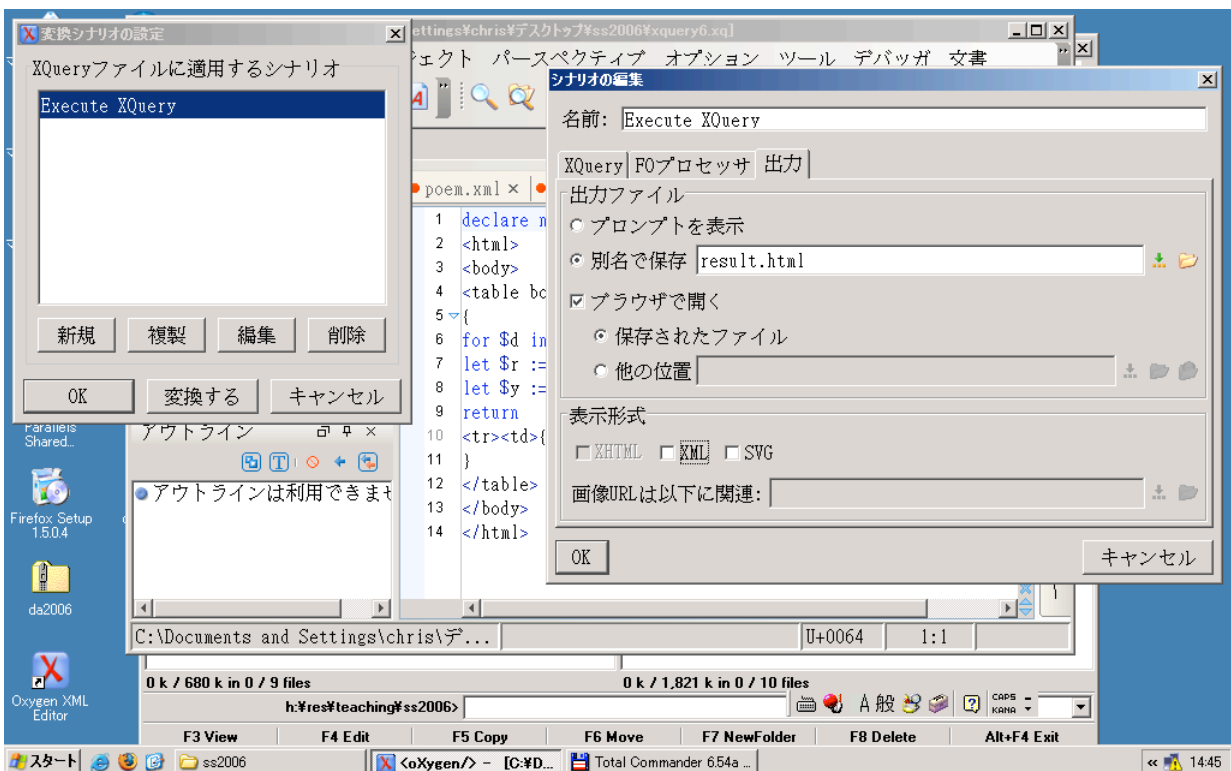 変換シナリオの設定
XQueryファイルに適用するシナリオ
Execute XQuery
新規 複製 編集 削除
OK 変換する キャンセル
ettings¥chris¥デスクトップ¥ss2006¥xquery6.xq]
パースペクティブ オプション ツール デバッガ 文書
シナリオの編集
名前: Execute XQuery
XQuery FOプロセッサ 出力
出力ファイル
プロンプトを表示
別名で保存 result.html
ブラウザで開く
保存されたファイル
他の位置
表示形式
XHTML XML SVG
画像URLは以下に関連:
OK キャンセル
poem.xml
1 declare n
2 <html>
3 <body>
4 <table bo
5 {
6 for $d in
7 let $r :=
8 let $y :=
9 return
10 <tr><td>{
11 }
12 </table>
13 </body>
14 </html>
アウトライン
アウトラインは利用できませ
C:\Documents and Settings\chris\デ... U+0064 1:1
Parallels
Shared...
Firefox Setup
1.5.0.4
da2006
Oxygen XML
Editor
0 k / 680 k in 0 / 9 files 0 k / 1,821 k in 0 / 10 files
h:¥res¥teaching¥ss2006>
A 般 CAPS KANA
F3 View F4 Edit F5 Copy F6 Move F7 NewFolder F8 Delete Alt+F4 Exit
スタート ss2006 <oXygen/> - [C:¥D... Total Commander 6.54a ... 14:45